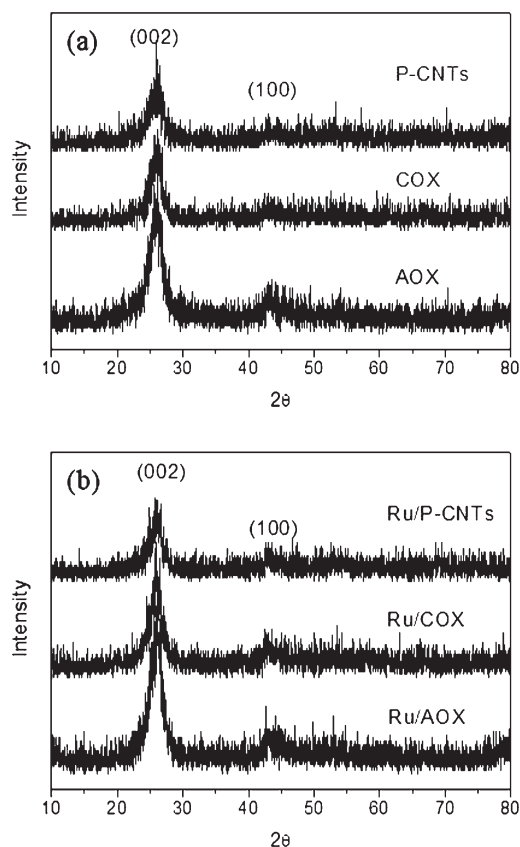 (a)
(002)
(100)
P-CNTs
COX
AOX
Intensity
10 20 30 40 50 60 70 80
2θ
(b)
(002)
(100)
Ru/P-CNTs
Ru/COX
Ru/AOX
Intensity
10 20 30 40 50 60 70 80
2θ